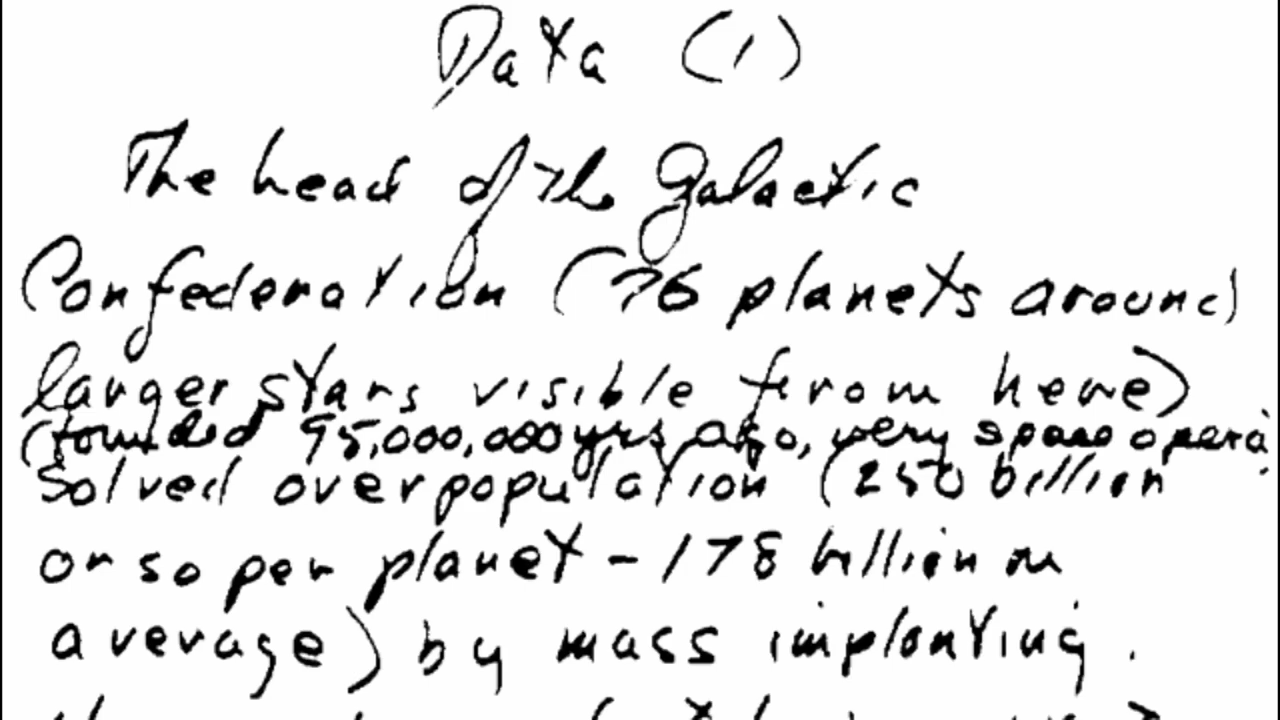 Data (1)
The head of the Galactic
Confederation (76 planets around
larger stars visible from here)
(founded 95,000,000 yrs ago, very space opera
solved overpopulation (250 billion
or so per planet - 178 billion on
average) by mass implanting.